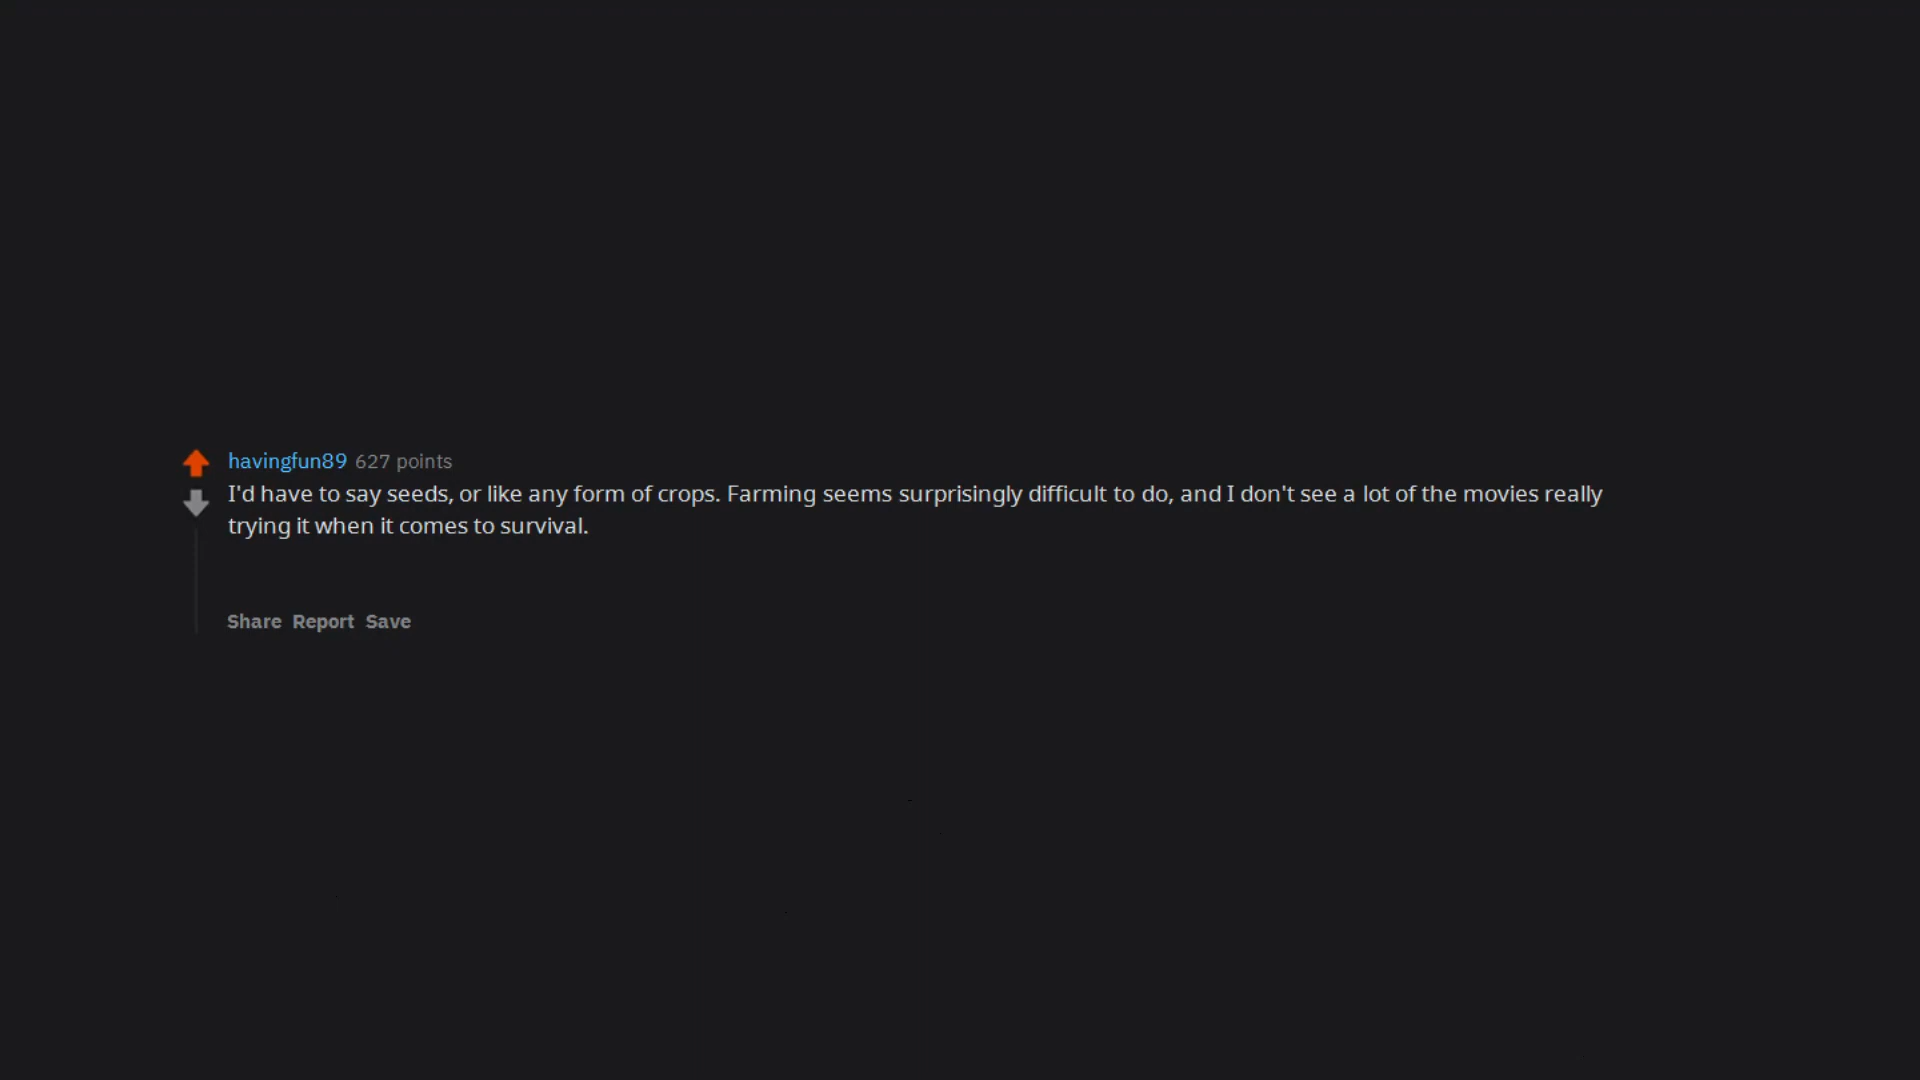 havingfun89 627 points
I'd have to say seeds, or like any form of crops. Farming seems surprisingly difficult to do, and I don't see a lot of the movies really
trying it when it comes to survival.
Share Report Save